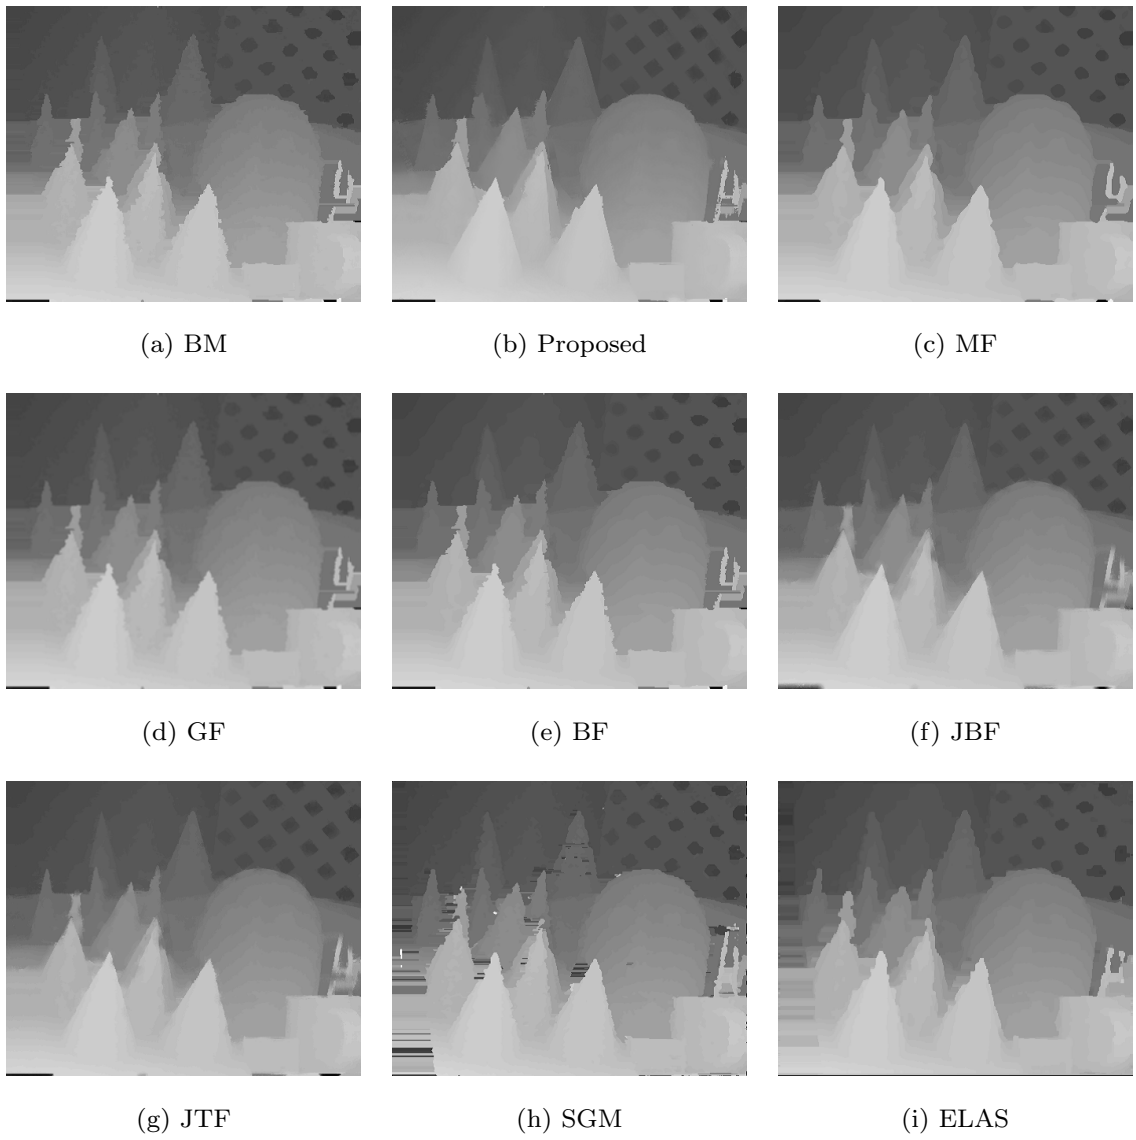 (a) BM
(b) Proposed
(c) MF
(d) GF
(e) BF
(f) JBF
(g) JTF
(h) SGM
(i) ELAS